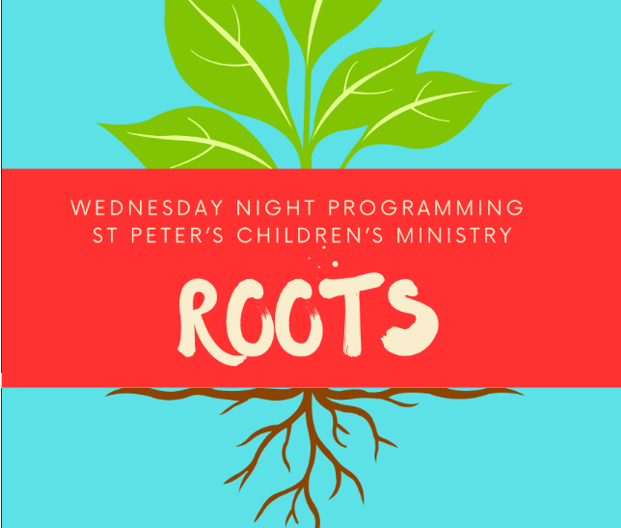 WEDNESDAY NIGHT PROGRAMMING
ST PETER'S CHILDREN'S MINISTRY
ROOTS